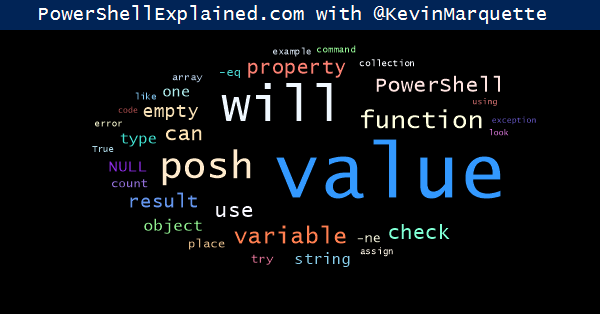 PowerShellExplained.com with @KevinMarquette
example command
-eq property collection
array PowerShell
like one will using
code empty function exception
error can look
True type
NULL posh value
count
result use
object
place variable -ne check
assign
try string